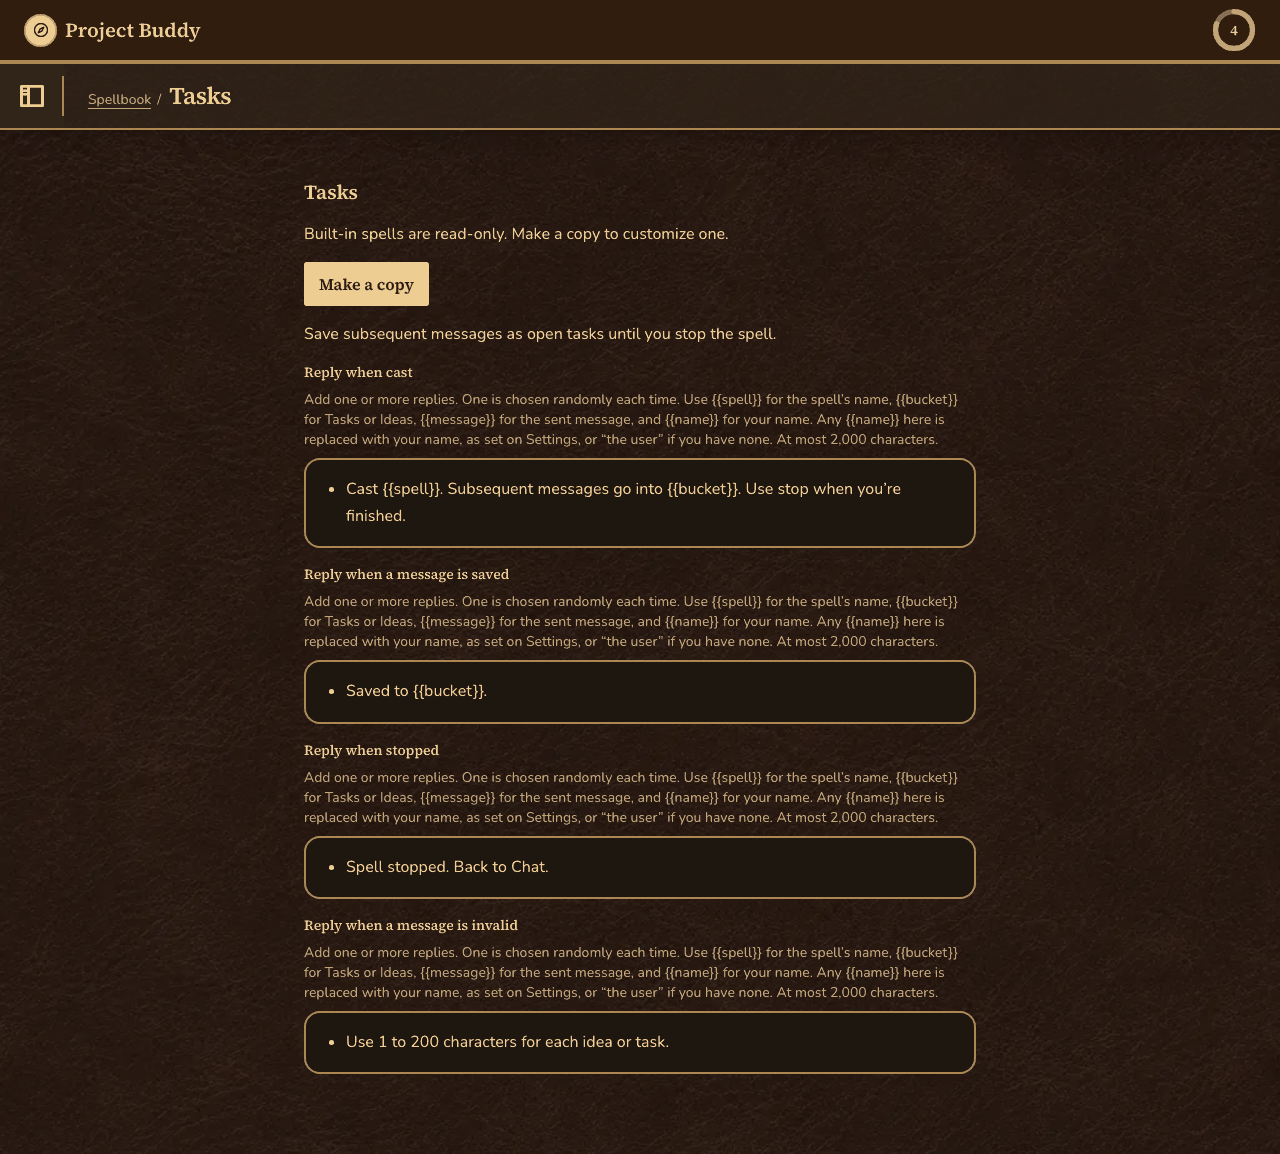 Project Buddy
4
Spellbook / Tasks
Tasks
Built-in spells are read-only. Make a copy to customize one.
Make a copy
Save subsequent messages as open tasks until you stop the spell.
Reply when cast
Add one or more replies. One is chosen randomly each time. Use {{spell}} for the spell’s name, {{bucket}}
for Tasks or Ideas, {{message}} for the sent message, and {{name}} for your name. Any {{name}} here is
replaced with your name, as set on Settings, or “the user” if you have none. At most 2,000 characters.
• Cast {{spell}}. Subsequent messages go into {{bucket}}. Use stop when you’re
finished.
Reply when a message is saved
Add one or more replies. One is chosen randomly each time. Use {{spell}} for the spell’s name, {{bucket}}
for Tasks or Ideas, {{message}} for the sent message, and {{name}} for your name. Any {{name}} here is
replaced with your name, as set on Settings, or “the user” if you have none. At most 2,000 characters.
• Saved to {{bucket}}.
Reply when stopped
Add one or more replies. One is chosen randomly each time. Use {{spell}} for the spell’s name, {{bucket}}
for Tasks or Ideas, {{message}} for the sent message, and {{name}} for your name. Any {{name}} here is
replaced with your name, as set on Settings, or “the user” if you have none. At most 2,000 characters.
• Spell stopped. Back to Chat.
Reply when a message is invalid
Add one or more replies. One is chosen randomly each time. Use {{spell}} for the spell’s name, {{bucket}}
for Tasks or Ideas, {{message}} for the sent message, and {{name}} for your name. Any {{name}} here is
replaced with your name, as set on Settings, or “the user” if you have none. At most 2,000 characters.
• Use 1 to 200 characters for each idea or task.